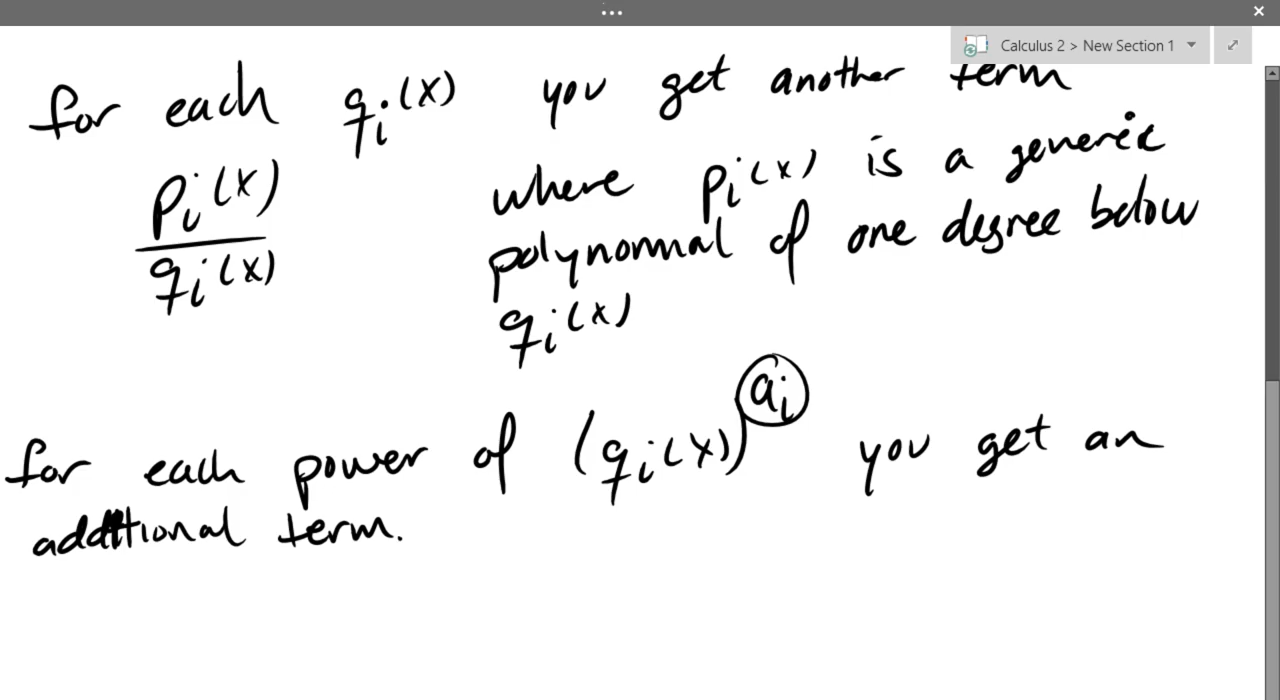 ...
Calculus 2 > New Section 1
for each qᵢ(x) you get another term
pᵢ(x)
qᵢ(x)
where pᵢ(x) is a generic
polynomial of one degree below
qᵢ(x)
for each power of (qᵢ(x))^aᵢ you get an
additional term.